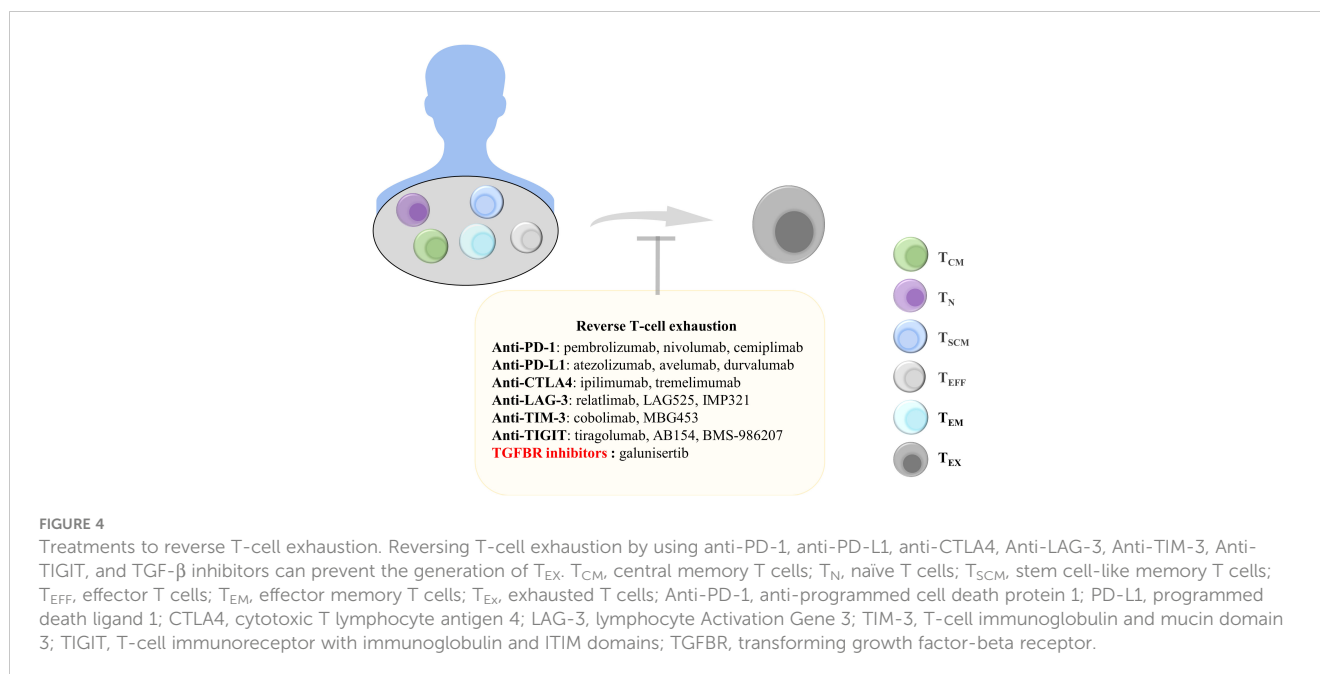 Reverse T-cell exhaustion
Anti-PD-1: pembrolizumab, nivolumab, cemiplimab
Anti-PD-L1: atezolizumab, avelumab, durvalumab
Anti-CTLA4: ipilimumab, tremelimumab
Anti-LAG-3: relatlimab, LAG525, IMP321
Anti-TIM-3: cobolimab, MBG453
Anti-TIGIT: tiragolumab, AB154, BMS-986207
TGFBR inhibitors : galunisertib
TCM
TN
TSCM
TEFF
TEM
TEX
FIGURE 4
Treatments to reverse T-cell exhaustion. Reversing T-cell exhaustion by using anti-PD-1, anti-PD-L1, anti-CTLA4, Anti-LAG-3, Anti-TIM-3, Anti-
TIGIT, and TGF-β inhibitors can prevent the generation of TEX. TCM, central memory T cells; TN, naïve T cells; TSCM, stem cell-like memory T cells;
TEFF, effector T cells; TEM, effector memory T cells; TEx, exhausted T cells; Anti-PD-1, anti-programmed cell death protein 1; PD-L1, programmed
death ligand 1; CTLA4, cytotoxic T lymphocyte antigen 4; LAG-3, lymphocyte Activation Gene 3; TIM-3, T-cell immunoglobulin and mucin domain
3; TIGIT, T-cell immunoreceptor with immunoglobulin and ITIM domains; TGFBR, transforming growth factor-beta receptor.